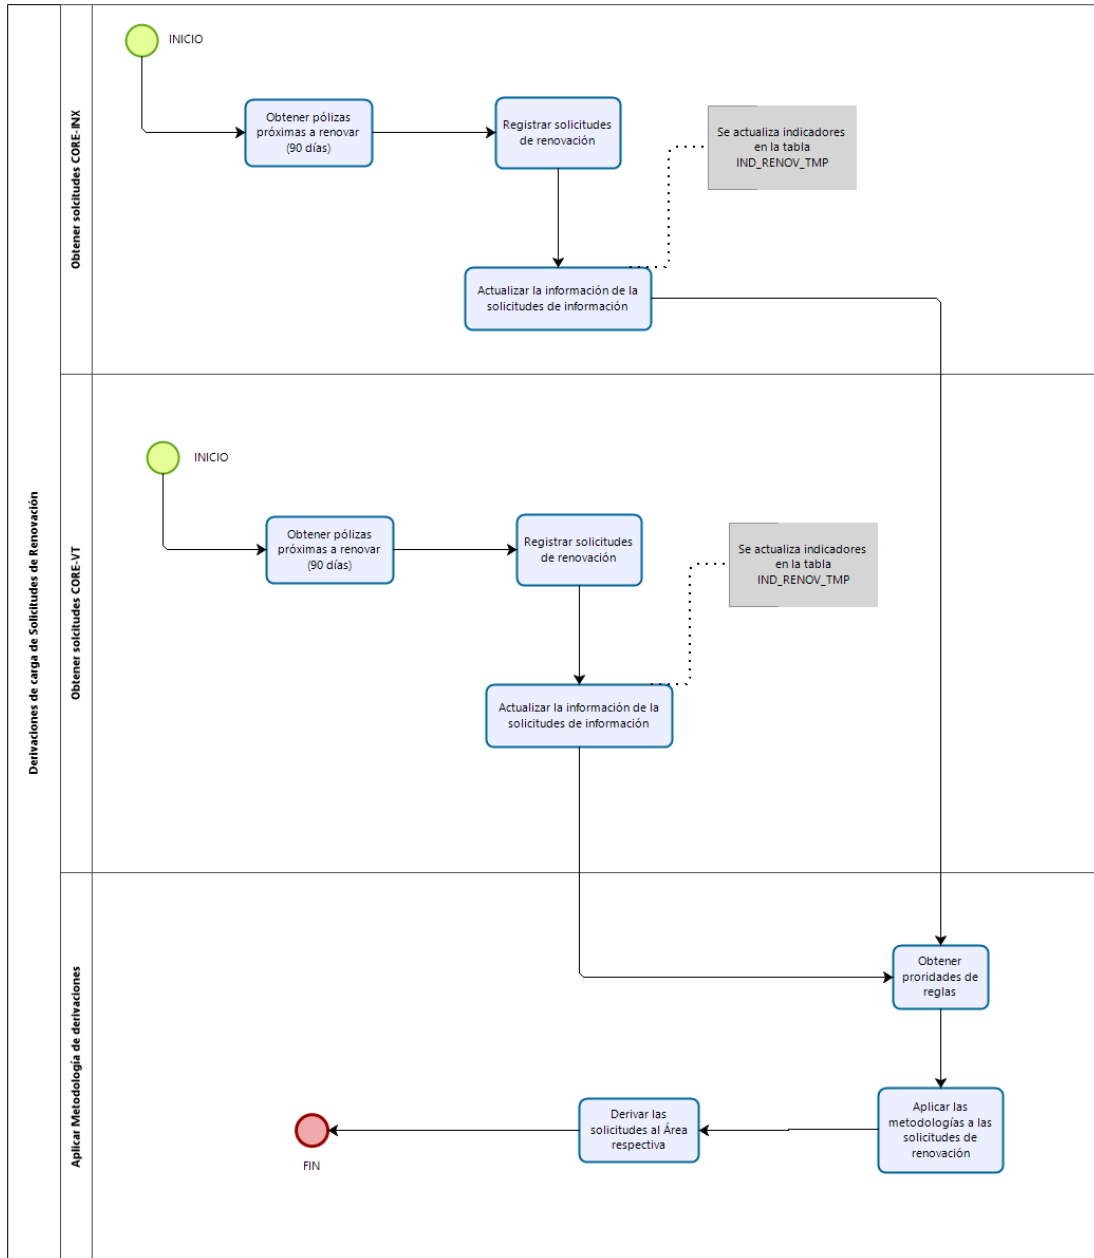 Derivaciones de carga de Solicitudes de Renovación
Obtener solcitudes CORE-INX
INICIO
Obtener pólizas
próximas a renovar
(90 días)
Registrar solicitudes
de renovación
Se actualiza indicadores
en la tabla
IND_RENOV_TMP
Actualizar la información de la
solicitudes de información
Obtener solcitudes CORE-VT
INICIO
Obtener pólizas
próximas a renovar
(90 días)
Registrar solicitudes
de renovación
Se actualiza indicadores
en la tabla
IND_RENOV_TMP
Actualizar la información de la
solicitudes de información
Aplicar Metodología de derivaciones
Obtener
proridades de
reglas
Aplicar las
metodologías a las
solicitudes de
renovación
Derivar las
solicitudes al Área
respectiva
FIN